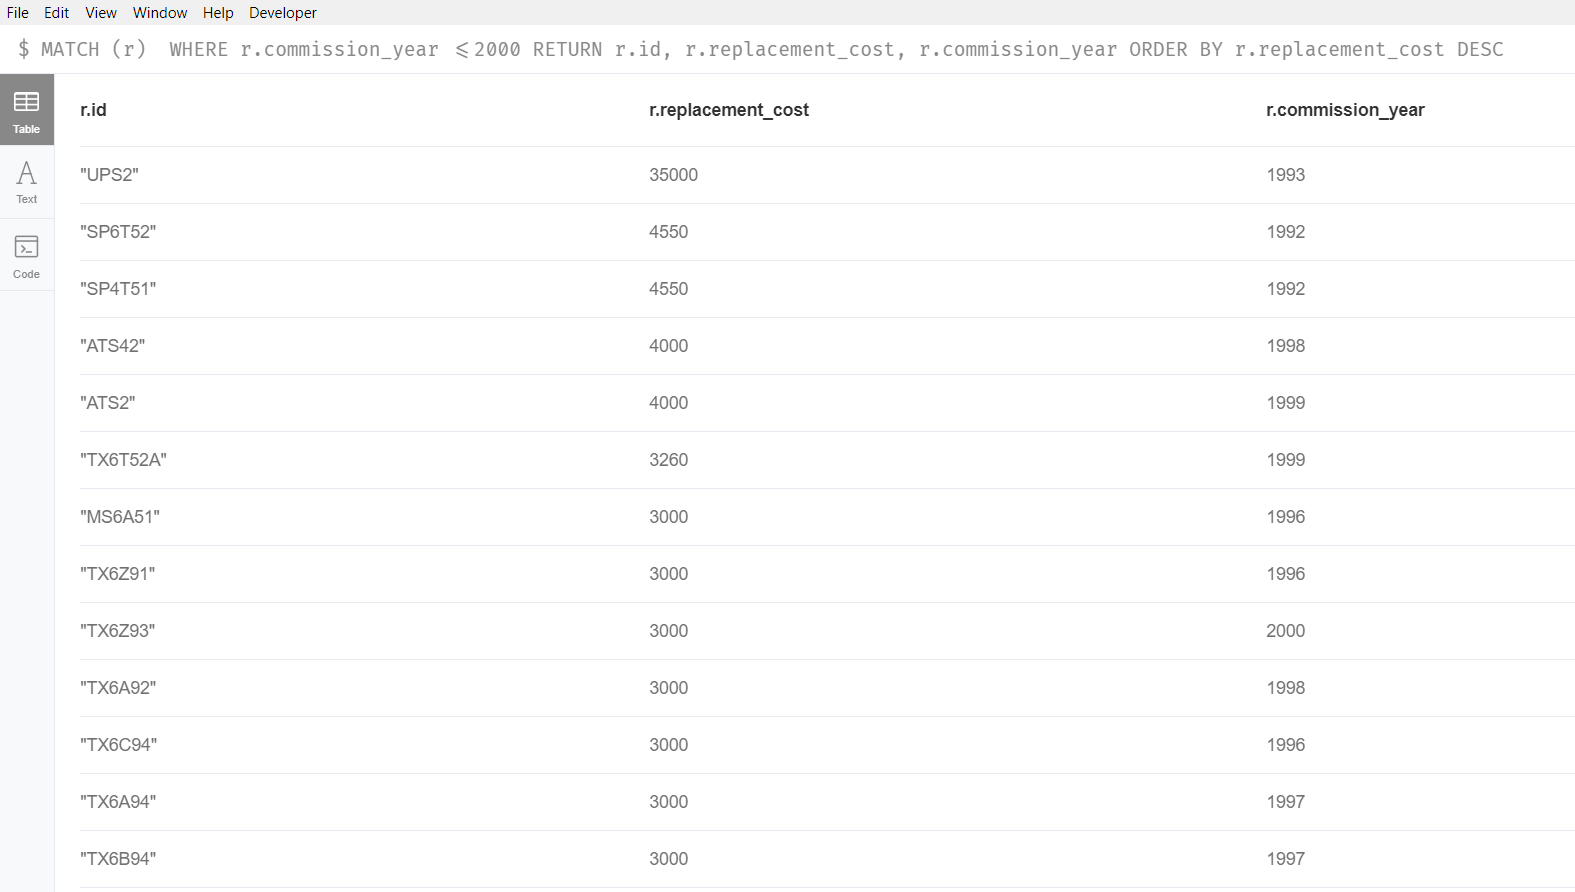 File Edit View Window Help Developer
$ MATCH (r) WHERE r.commission_year <=2000 RETURN r.id, r.replacement_cost, r.commission_year ORDER BY r.replacement_cost DESC
Table
Text
Code
r.id r.replacement_cost r.commission_year
"UPS2" 35000 1993
"SP6T52" 4550 1992
"SP4T51" 4550 1992
"ATS42" 4000 1998
"ATS2" 4000 1999
"TX6T52A" 3260 1999
"MS6A51" 3000 1996
"TX6Z91" 3000 1996
"TX6Z93" 3000 2000
"TX6A92" 3000 1998
"TX6C94" 3000 1996
"TX6A94" 3000 1997
"TX6B94" 3000 1997